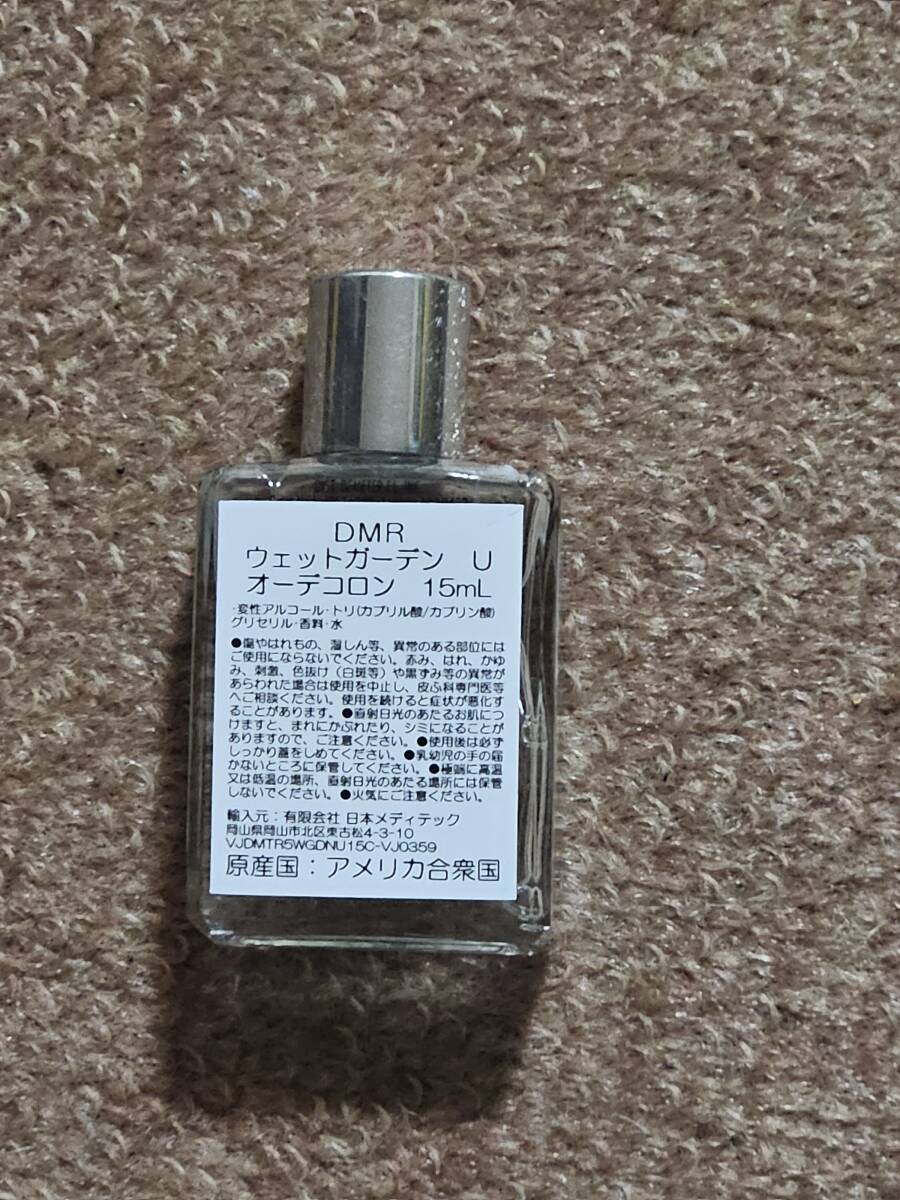 DMR
ウェットガーデン U
オーデコロン 15mL
・変性アルコール・トリ(カプリル酸/カプリン酸)
グリセリル・香料・水
●傷やはれもの、湿しん等、異常のある部位には
ご使用にならないでください。赤み、はれ、かゆ
み、刺激、色抜け（白斑等）や黒ずみ等の異常が
あらわれた場合は使用を中止し、皮ふ科専門医等
へご相談ください。使用を続けると症状が悪化す
ることがあります。●直射日光のあたるお肌につ
けますと、まれにかぶれたり、シミになることが
ありますので、ご注意ください。●使用後は必ず
しっかり蓋をしめてください。●乳幼児の手の届
かないところに保管してください。●極端に高温
又は低温の場所、直射日光のあたる場所には保管
しないでください。●火気にご注意ください。
輸入元：有限会社 日本メディテック
岡山県岡山市北区東古松4-3-10
VJDMTR5WGDNU15C-VJ0359
原産国：アメリカ合衆国